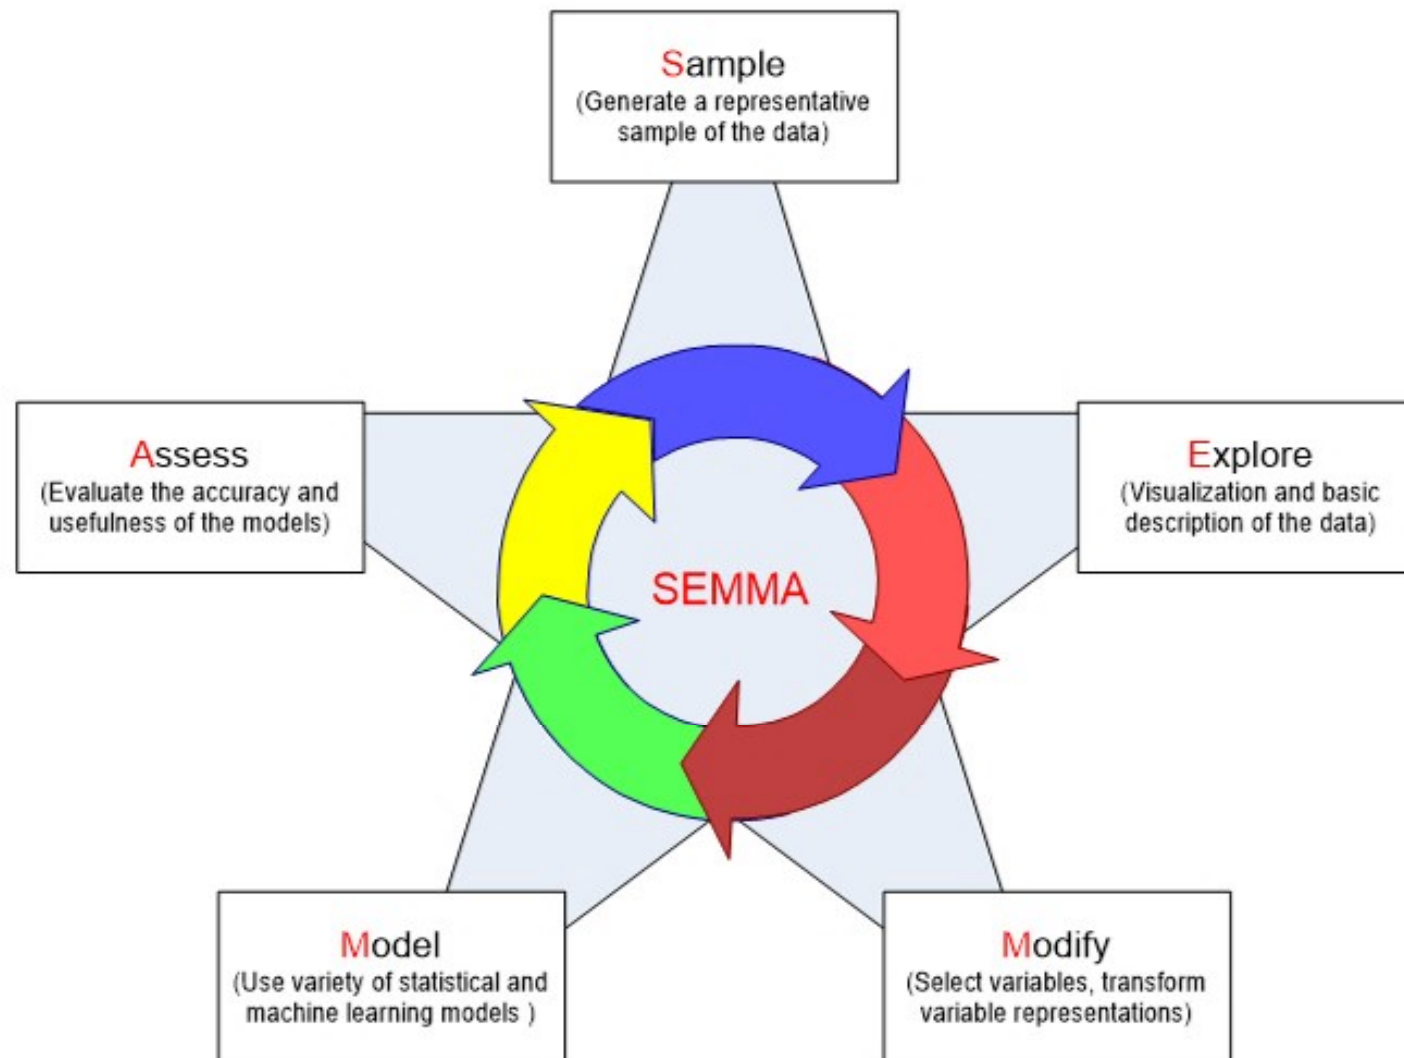 Sample
(Generate a representative
sample of the data)
Assess
(Evaluate the accuracy and
usefulness of the models)
Explore
(Visualization and basic
description of the data)
SEMMA
Model
(Use variety of statistical and
machine learning models )
Modify
(Select variables, transform
variable representations)